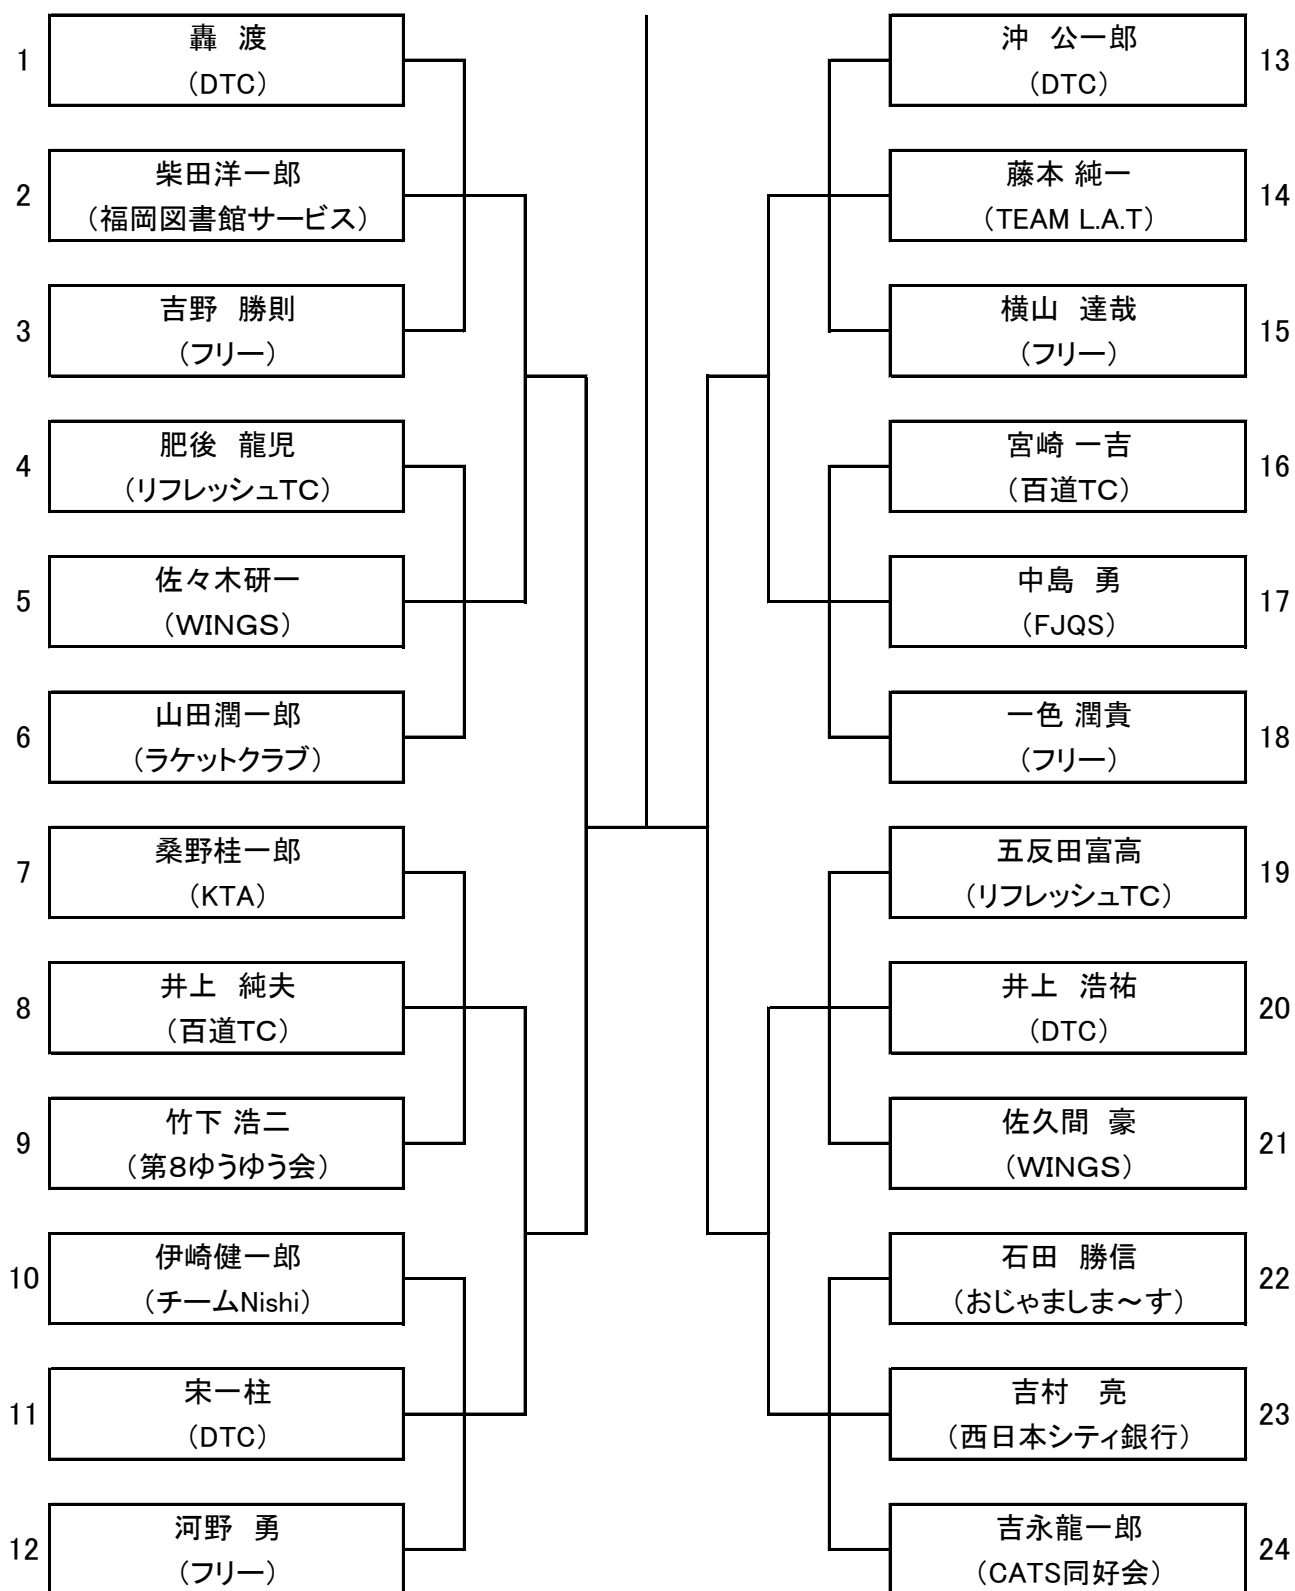 1
轟　渡
（DTC）
2
柴田洋一郎
（福岡図書館サービス）
3
吉野　勝則
（フリー）
4
肥後　龍児
（リフレッシュTC）
5
佐々木研一
（WINGS）
6
山田潤一郎
（ラケットクラブ）
7
桑野桂一郎
（KTA）
8
井上　純夫
（百道TC）
9
竹下 浩二
（第8ゆうゆう会）
10
伊崎健一郎
（チームNishi）
11
宋一柱
（DTC）
12
河野　勇
（フリー）
沖　公一郎
（DTC）
13
藤本 純一
（TEAM L.A.T）
14
横山　達哉
（フリー）
15
宮崎 一吉
（百道TC）
16
中島　勇
（FJQS）
17
一色 潤貴
（フリー）
18
五反田富高
（リフレッシュTC）
19
井上　浩祐
（DTC）
20
佐久間　豪
（WINGS）
21
石田　勝信
（おじゃましま～す）
22
吉村　亮
（西日本シティ銀行）
23
吉永龍一郎
（CATS同好会）
24